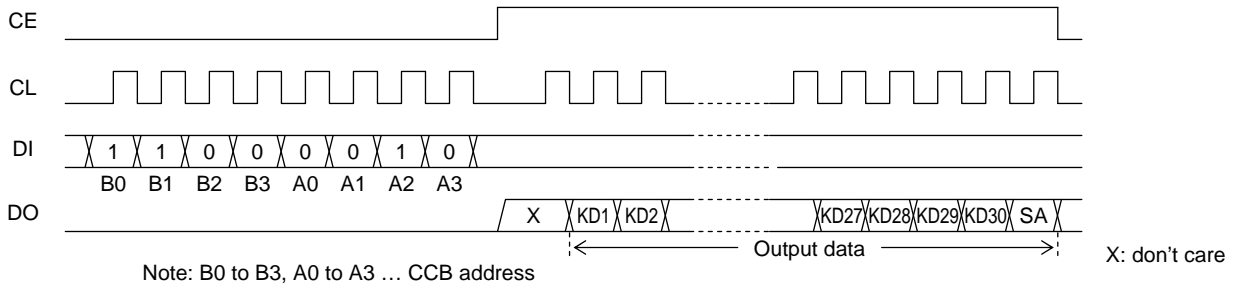 CE
CL
DI 1 1 0 0 0 0 1 0
B0 B1 B2 B3 A0 A1 A2 A3
DO X KD1 KD2 KD27 KD28 KD29 KD30 SA
Output data
X: don't care
Note: B0 to B3, A0 to A3 … CCB address